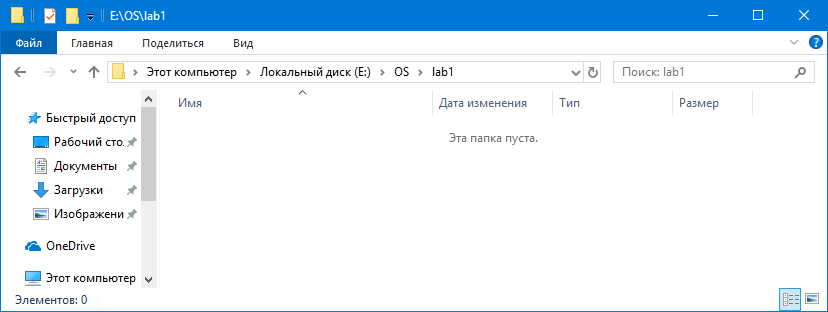 E:\OS\lab1
Файл Главная Поделиться Вид
Этот компьютер Локальный диск (E:) OS lab1 Поиск: lab1
Имя Дата изменения Тип Размер
Эта папка пуста.
Быстрый доступ
Рабочий сто.
Документы
Загрузки
Изображени
OneDrive
Этот компьютер
Элементов: 0